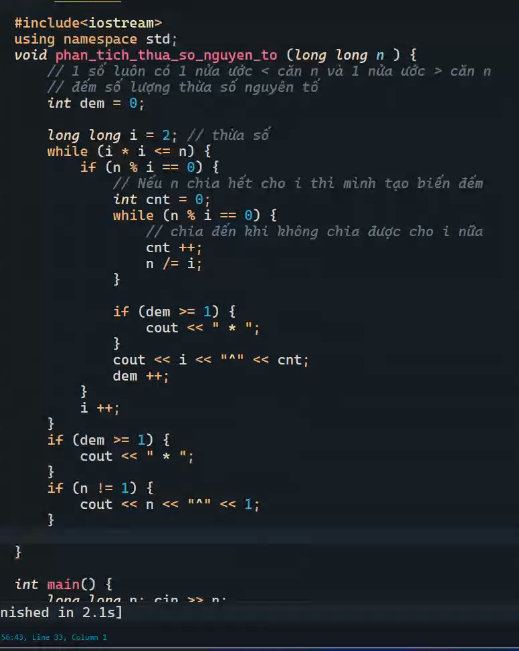 #include<iostream>
using namespace std;
void phan_tich_thua_so_nguyen_to (long long n ) {
    // 1 số luôn có 1 nửa ước < căn n và 1 nửa ước > căn n
    // đếm số lượng thừa số nguyên tố
    int dem = 0;

    long long i = 2; // thừa số
    while (i * i <= n) {
        if (n % i == 0) {
            // Nếu n chia hết cho i thì mình tạo biến đếm
            int cnt = 0;
            while (n % i == 0) {
                // chia đến khi không chia được cho i nữa
                cnt ++;
                n /= i;
            }

            if (dem >= 1) {
                cout << " * ";
            }
            cout << i << "^" << cnt;
            dem ++;
        }
        i ++;
    }
    if (dem >= 1) {
        cout << " * ";
    }
    if (n != 1) {
        cout << n << "^" << 1;
    }

}

int main() {
    long long n; cin >> n;
nished in 2.1s]
56:43, Line 33, Column 1